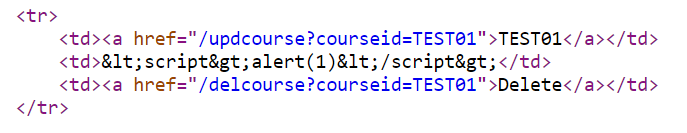 <tr>
<td><a href="/updcourse?courseid=TEST01">TEST01</a></td>
<td>&lt;script&gt;alert(1)&lt;/script&gt;</td>
<td><a href="/delcourse?courseid=TEST01">Delete</a></td>
</tr>